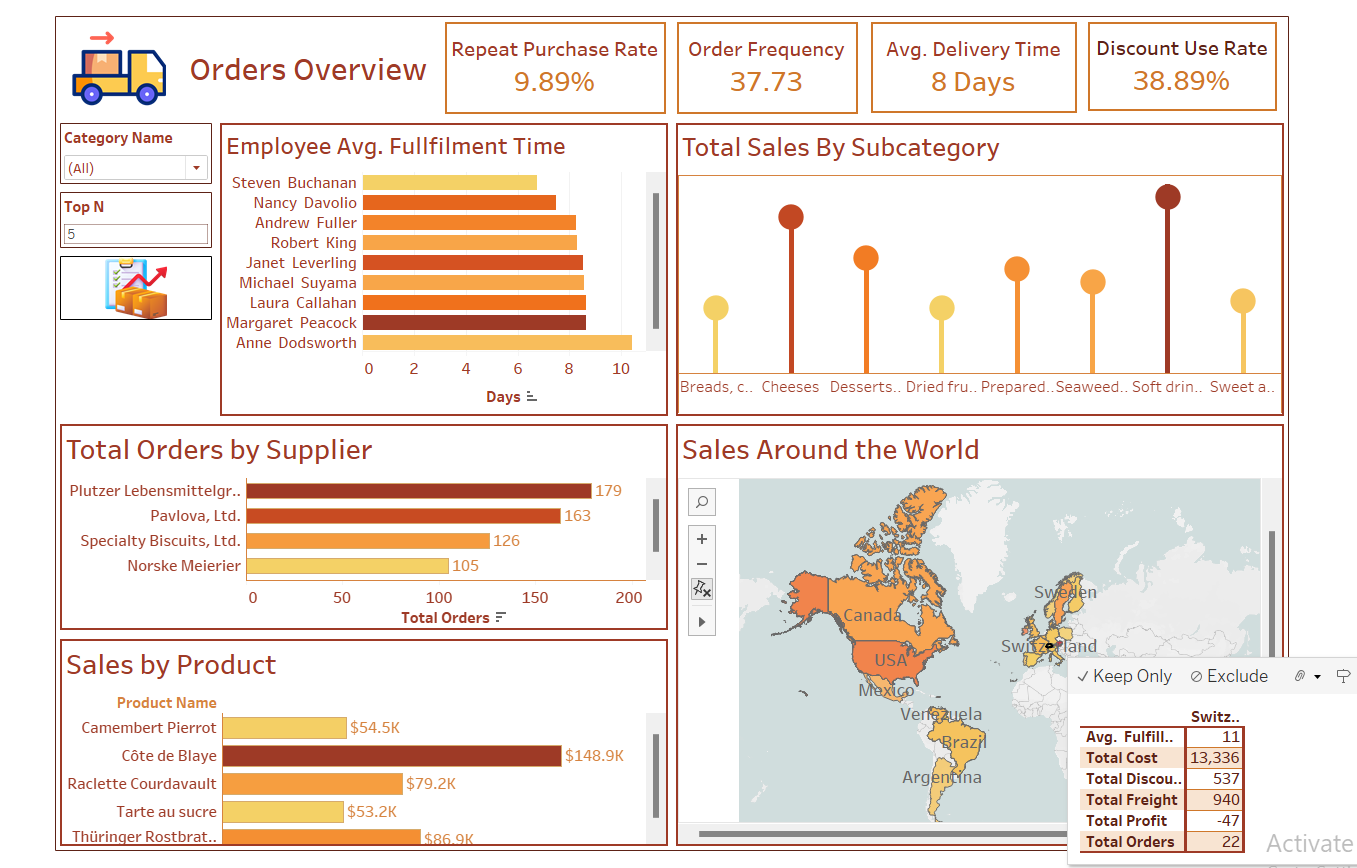 Orders Overview
Repeat Purchase Rate
9.89%
Order Frequency
37.73
Avg. Delivery Time
8 Days
Discount Use Rate
38.89%
Category Name
(All)
Top N
5
Employee Avg. Fullfilment Time
Steven Buchanan
Nancy Davolio
Andrew Fuller
Robert King
Janet Leverling
Michael Suyama
Laura Callahan
Margaret Peacock
Anne Dodsworth
0 2 4 6 8 10
Days
Total Sales By Subcategory
Breads, c.. Cheeses Desserts.. Dried fru.. Prepared.. Seaweed.. Soft drin.. Sweet a..
Total Orders by Supplier
Plutzer Lebensmittelgr.. 179
Pavlova, Ltd. 163
Specialty Biscuits, Ltd. 126
Norske Meierier 105
0 50 100 150 200
Total Orders
Sales by Product
Product Name
Camembert Pierrot $54.5K
Côte de Blaye $148.9K
Raclette Courdavault $79.2K
Tarte au sucre $53.2K
Thüringer Rostbrat.. $86.9K
Sales Around the World
Sweden
Canada
Switzerland
USA
Mexico
Venezuela
Brazil
Argentina
Keep Only Exclude
Switz..
Avg. Fulfill.. 11
Total Cost 13,336
Total Discou.. 537
Total Freight 940
Total Profit -47
Total Orders 22
Activate